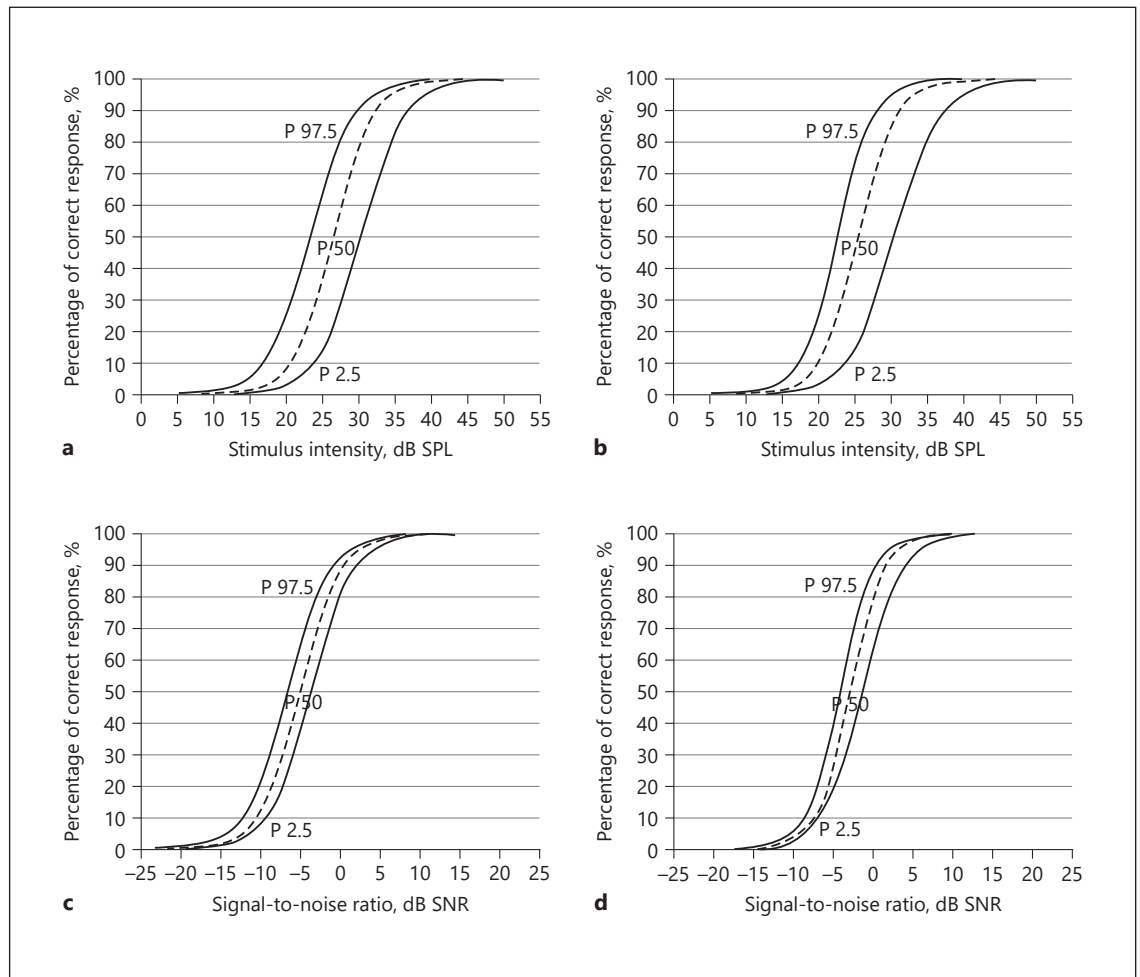 100
90
80
70
60
50
40
30
20
10
0
Percentage of correct response, %
P 97.5
P 50
P 2.5
0 5 10 15 20 25 30 35 40 45 50 55
Stimulus intensity, dB SPL
a
100
90
80
70
60
50
40
30
20
10
0
Percentage of correct response, %
P 97.5
P 50
P 2.5
0 5 10 15 20 25 30 35 40 45 50 55
Stimulus intensity, dB SPL
b
100
90
80
70
60
50
40
30
20
10
0
Percentage of correct response, %
P 97.5
P 50
P 2.5
–25 –20 –15 –10 –5 0 5 10 15 20 25
Signal-to-noise ratio, dB SNR
c
100
90
80
70
60
50
40
30
20
10
0
Percentage of correct response, %
P 97.5
P 50
P 2.5
–25 –20 –15 –10 –5 0 5 10 15 20 25
Signal-to-noise ratio, dB SNR
d